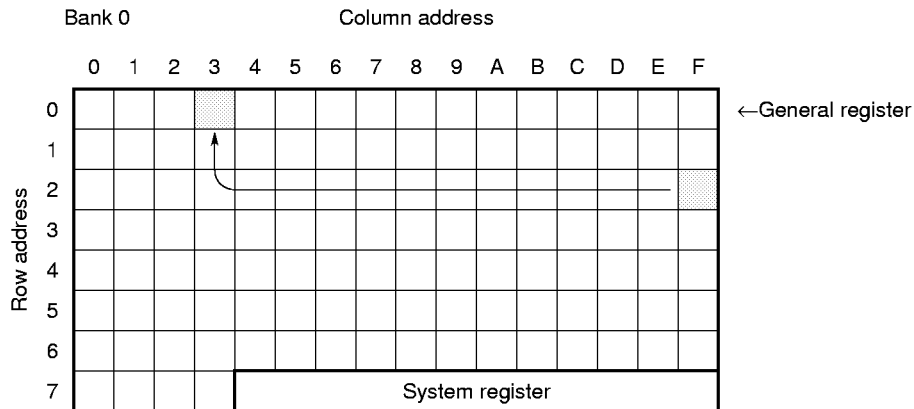 Bank 0 Column address
0 1 2 3 4 5 6 7 8 9 A B C D E F
0 ←General register
1
2
3
4
5
6
7 System register
Row address